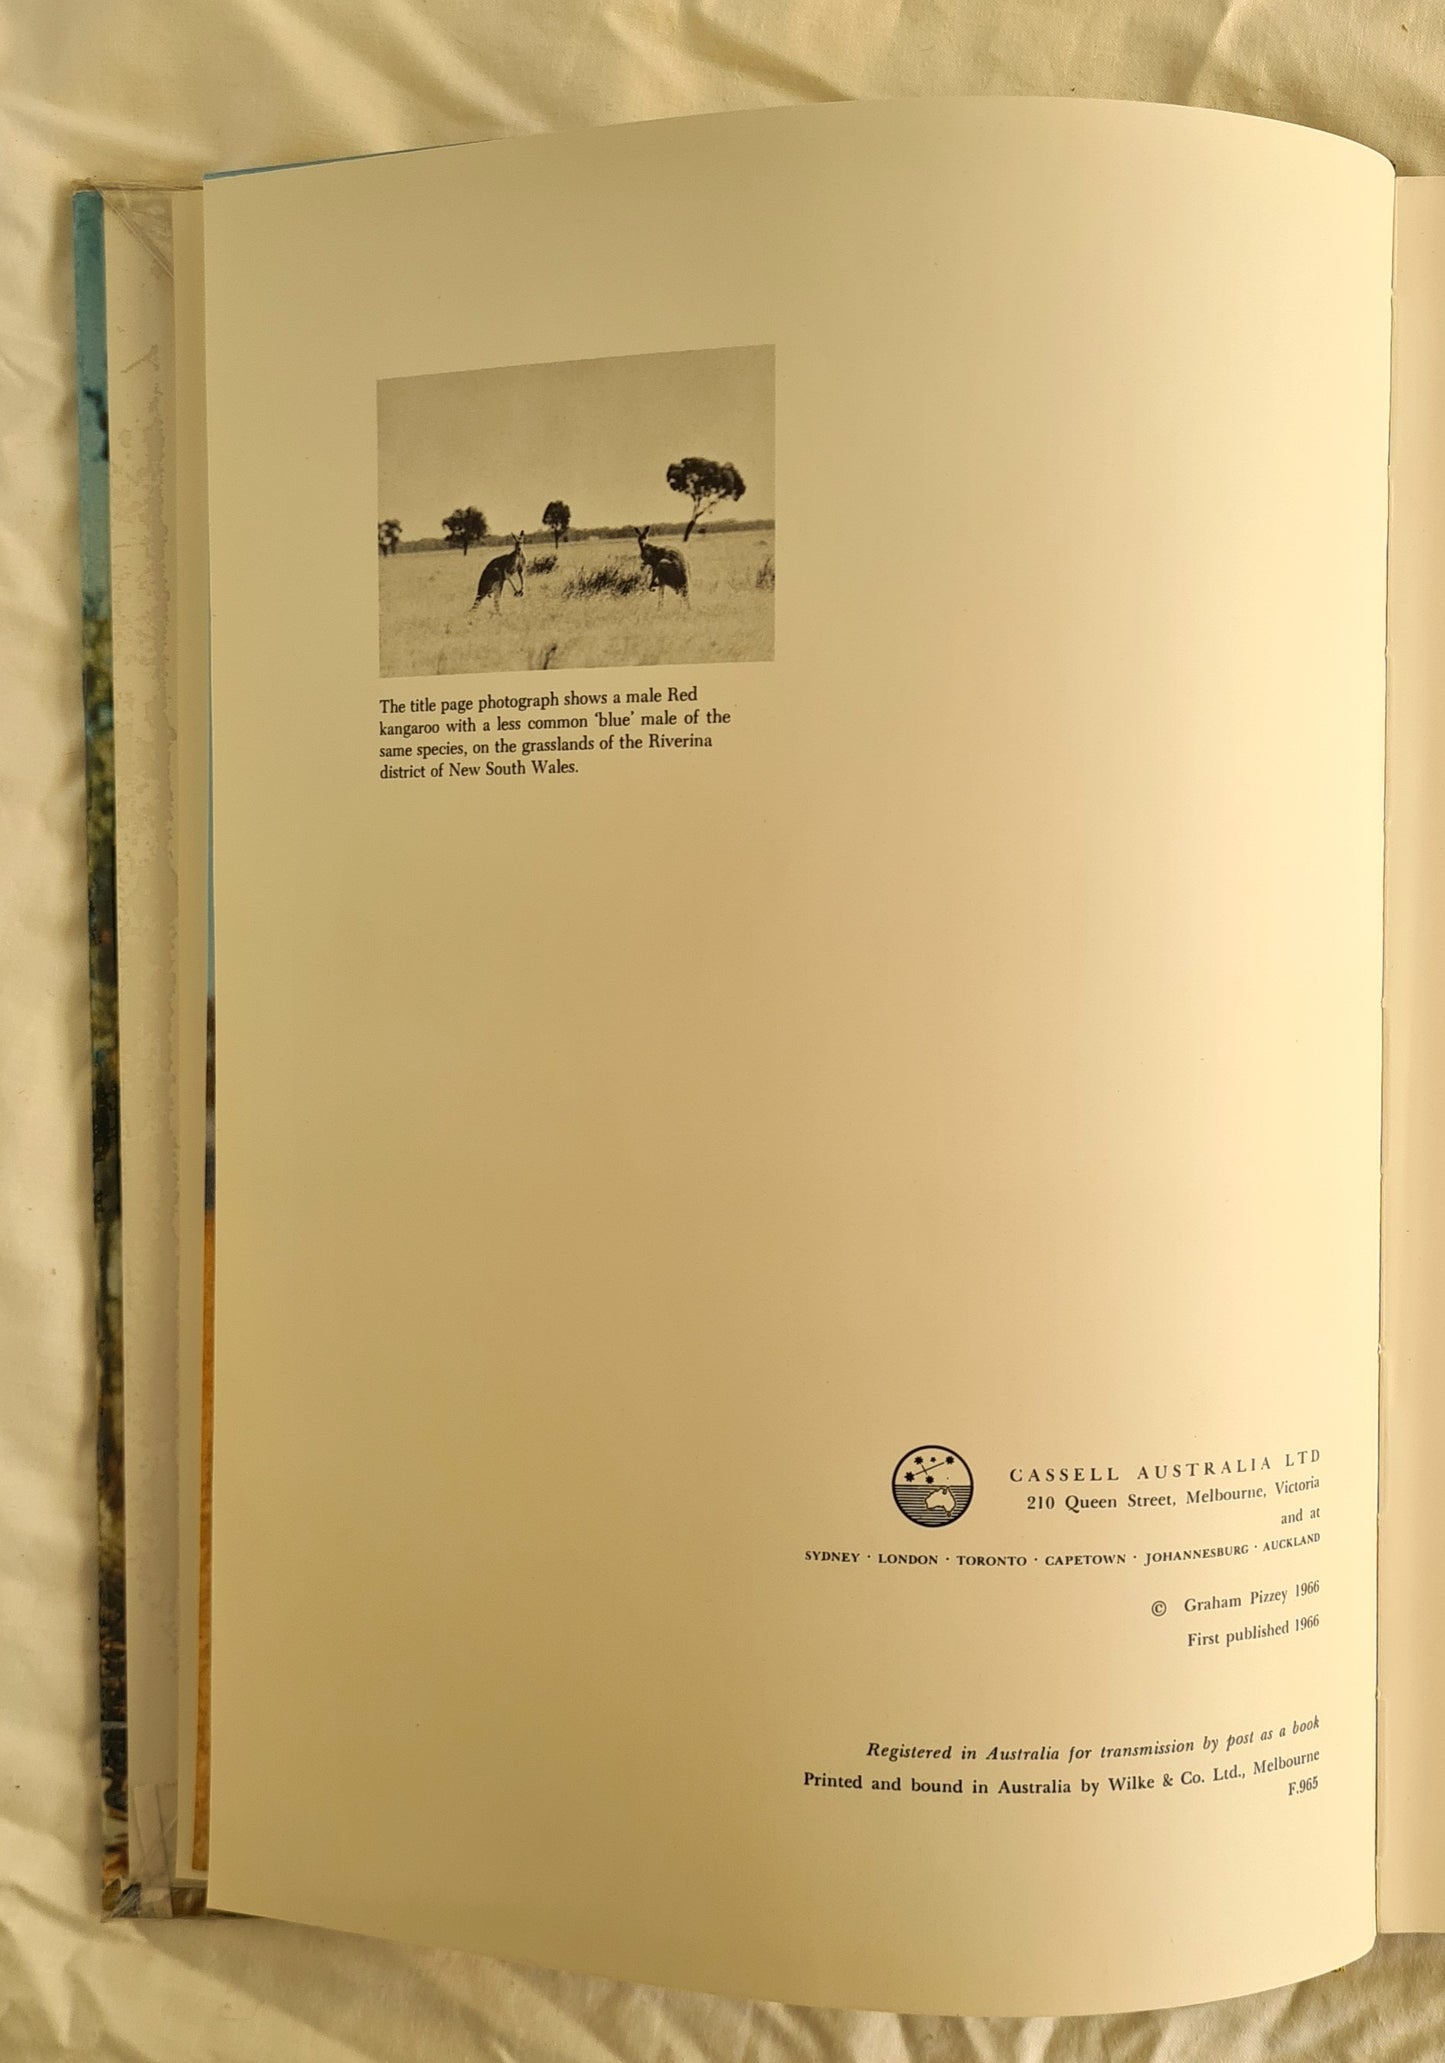 The title page photograph shows a male Red
kangaroo with a less common ‘blue’ male of the
same species, on the grasslands of the Riverina
district of New South Wales.
CASSELL AUSTRALIA LTD
210 Queen Street, Melbourne, Victoria
and at
SYDNEY · LONDON · TORONTO · CAPETOWN · JOHANNESBURG · AUCKLAND
© Graham Pizzey 1966
First published 1966
Registered in Australia for transmission by post as a book
Printed and bound in Australia by Wilke & Co. Ltd., Melbourne
F.965